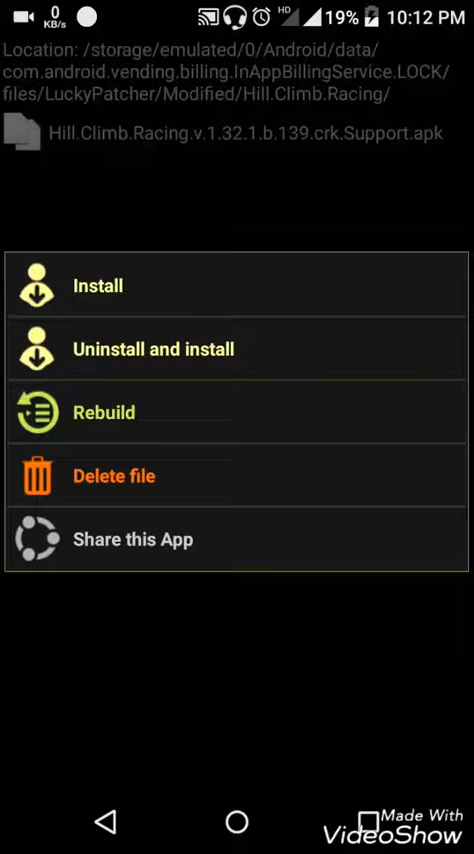 0 KB/s HD 19% 10:12 PM
Location: /storage/emulated/0/Android/data/
com.android.vending.billing.InAppBillingService.LOCK/
files/LuckyPatcher/Modified/Hill.Climb.Racing/
Hill.Climb.Racing.v.1.32.1.b.139.crk.Support.apk
Install
Uninstall and install
Rebuild
Delete file
Share this App
Made With
VideoShow